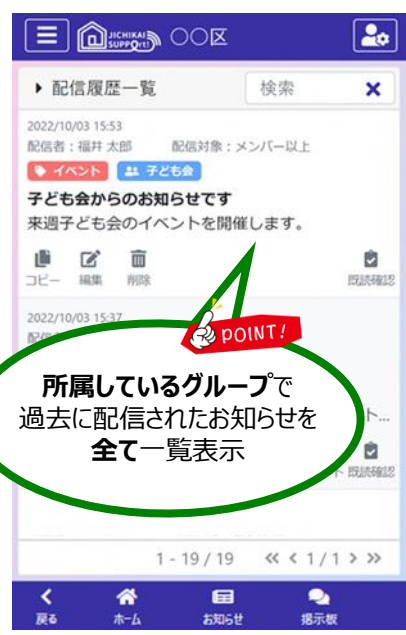 JICHIKAI
SUPPOrt!
〇〇区
配信履歴一覧
検索
2022/10/03 15:53
配信者：福井 太郎 配信対象：メンバー以上
イベント 子ども会
子ども会からのお知らせです
来週子ども会のイベントを開催します。
コピー 編集 削除 既読確認
2022/10/03 15:37
POINT!
所属しているグループで
過去に配信されたお知らせを
全て一覧表示
ト...
ト 既読確認
1 - 19 / 19 ≪ < 1 / 1 > ≫
戻る ホーム お知らせ 掲示板